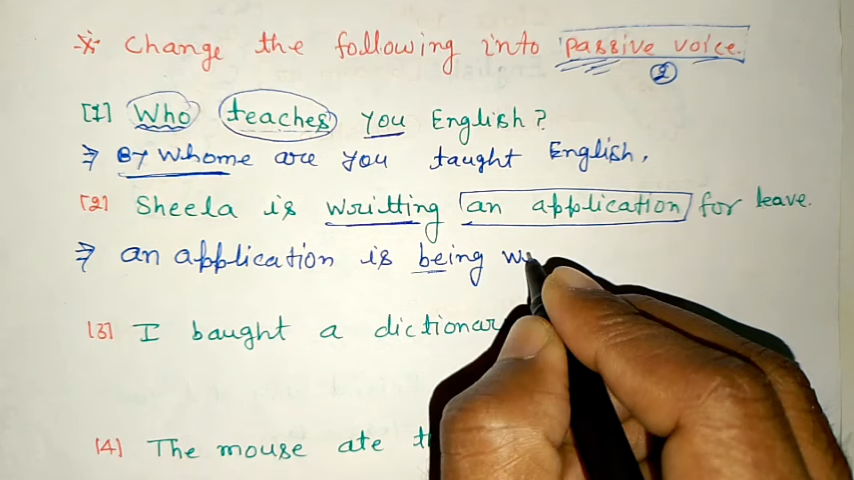 * Change the following into passive voice.
2
[1] Who teaches you English?
⇒ By whome are you taught English.
[2] Sheela is writting an application for leave.
⇒ an application is being
[3] I baught a
[4] The mouse ate